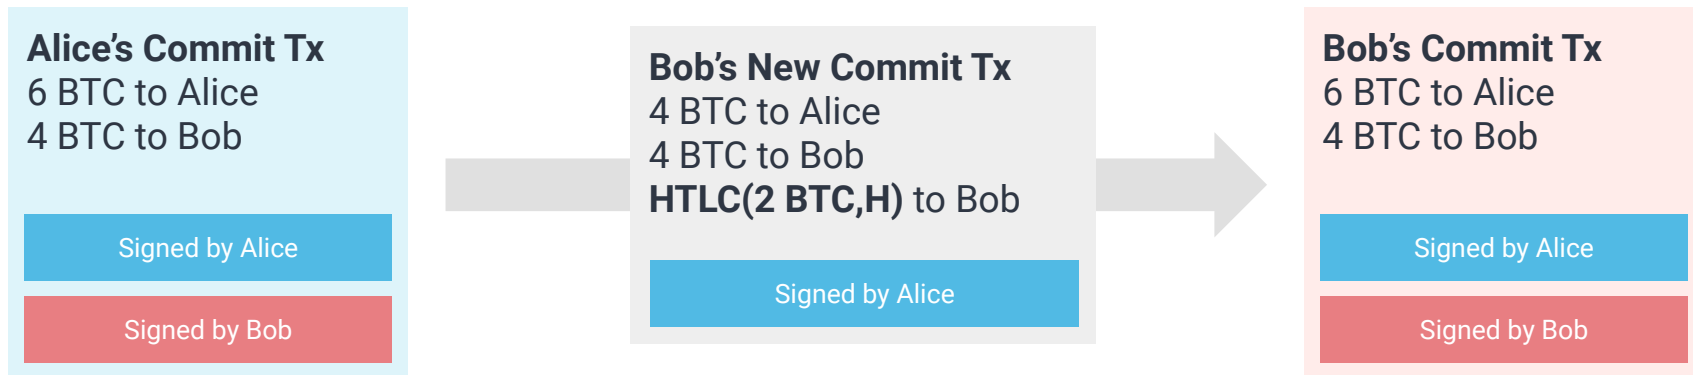 Alice’s Commit Tx
6 BTC to Alice
4 BTC to Bob
Signed by Alice
Signed by Bob
Bob’s New Commit Tx
4 BTC to Alice
4 BTC to Bob
HTLC(2 BTC,H) to Bob
Signed by Alice
Bob’s Commit Tx
6 BTC to Alice
4 BTC to Bob
Signed by Alice
Signed by Bob